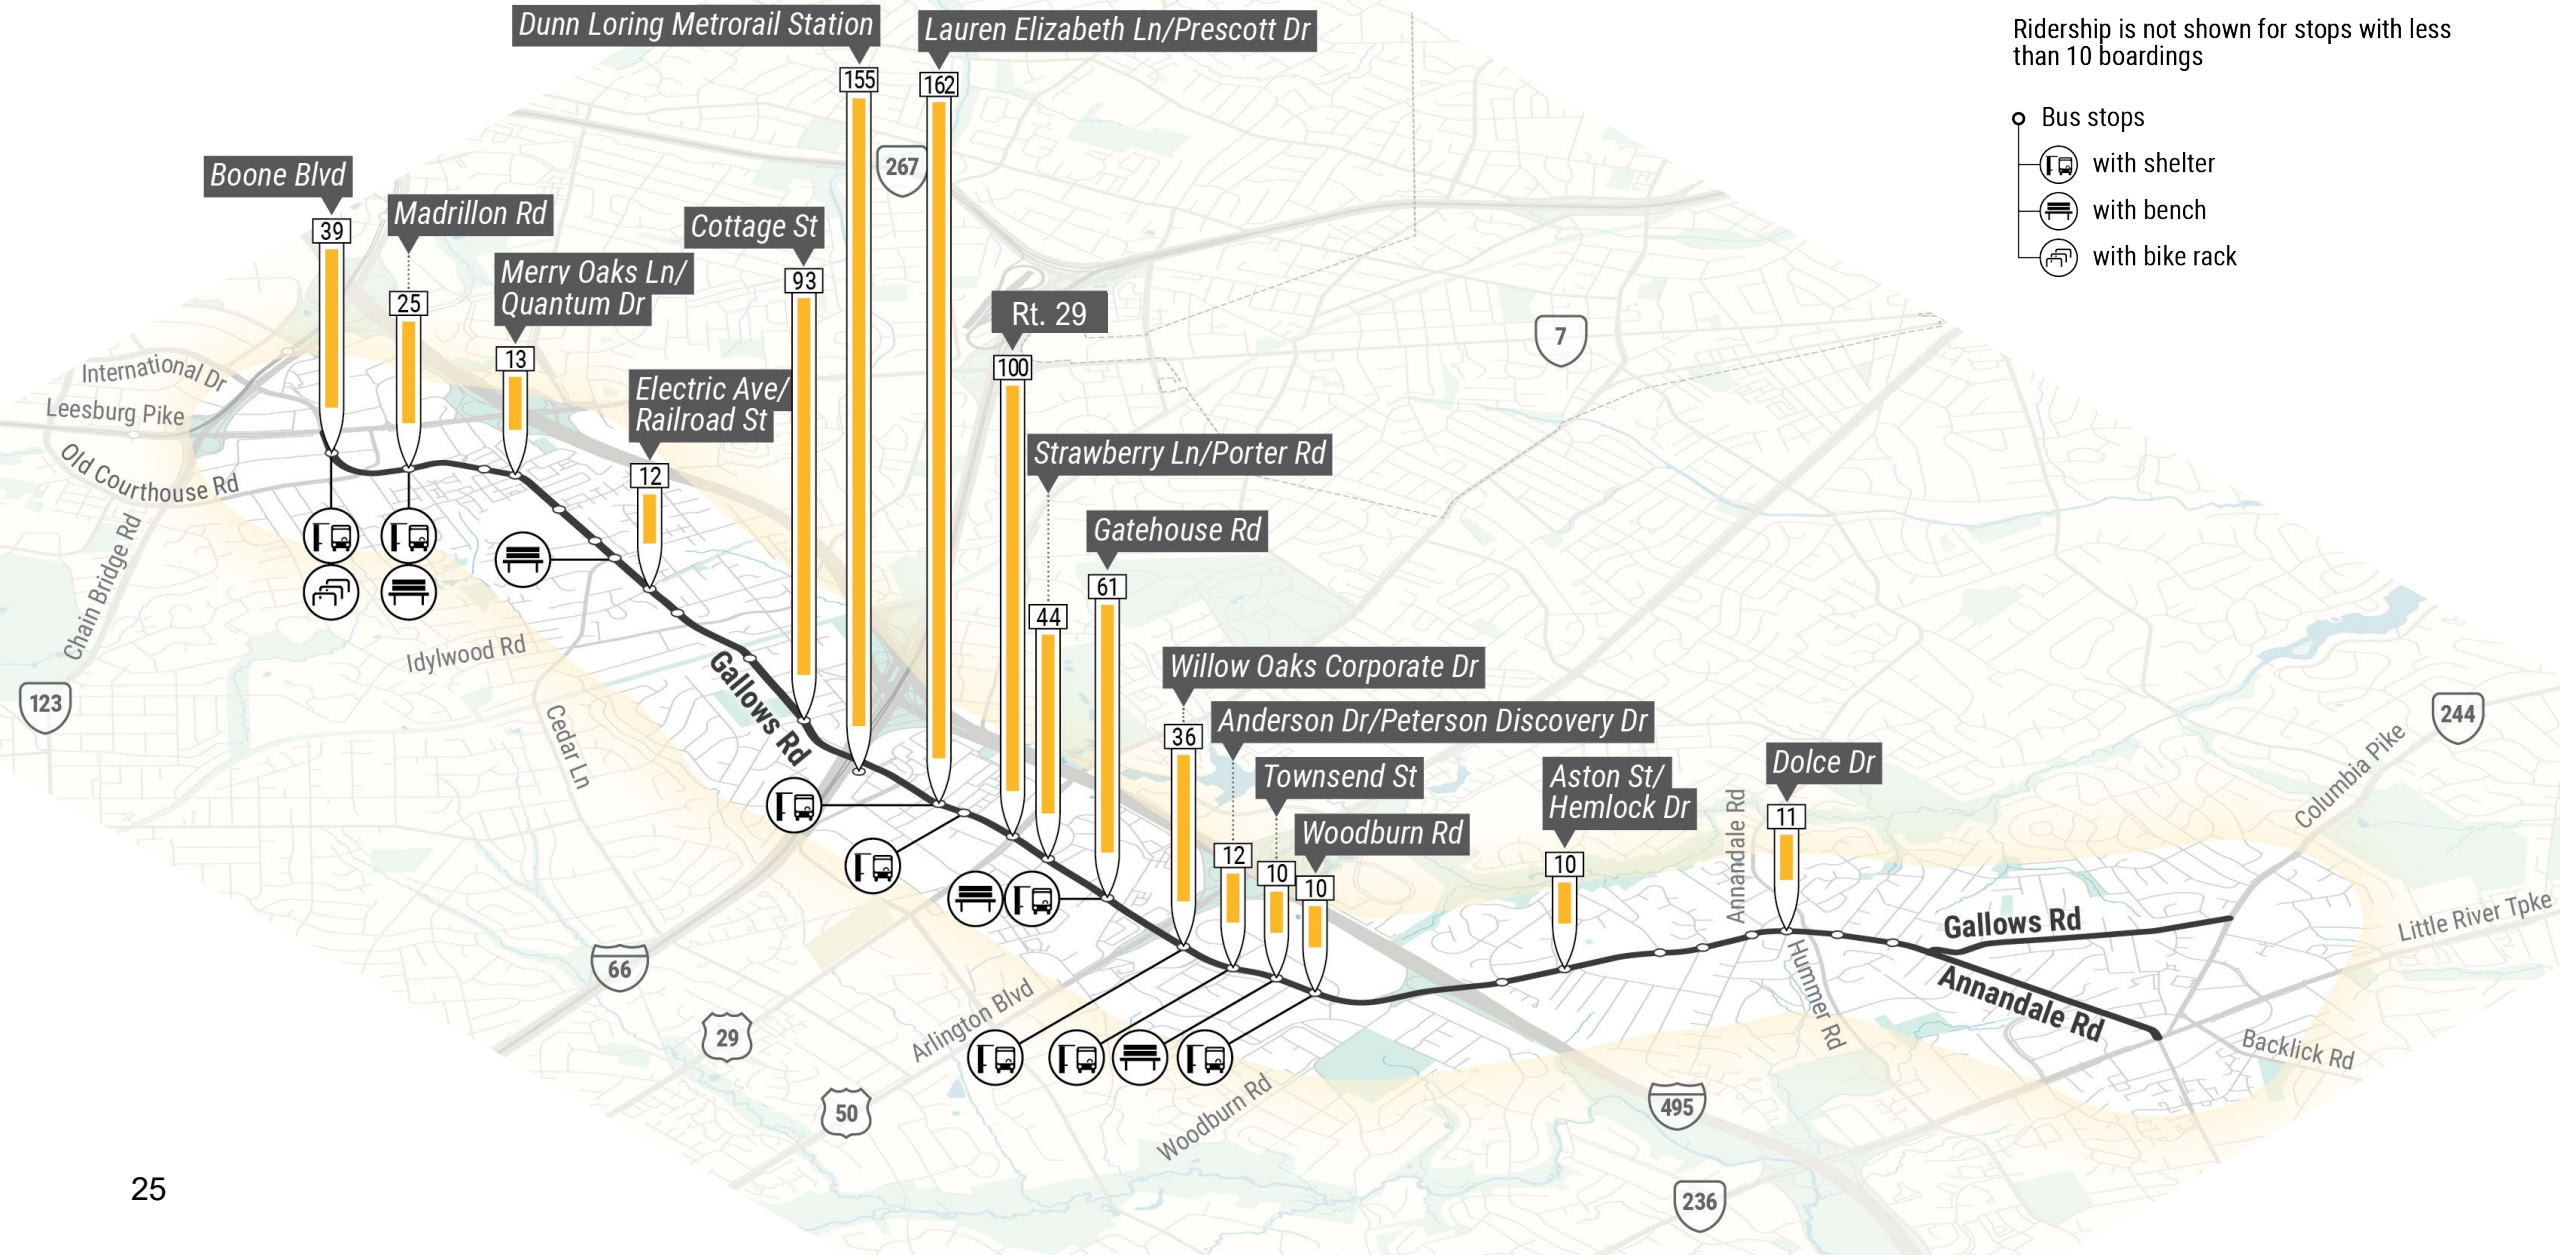 Dunn Loring Metrorail Station
Lauren Elizabeth Ln/Prescott Dr
Ridership is not shown for stops with less
than 10 boardings
Bus stops
with shelter
with bench
with bike rack
155
162
267
Boone Blvd
39
Madrillon Rd
25
Merry Oaks Ln/
Quantum Dr
13
Cottage St
93
Electric Ave/
Railroad St
12
Rt. 29
100
Strawberry Ln/Porter Rd
44
Gatehouse Rd
61
7
International Dr
Leesburg Pike
Old Courthouse Rd
Chain Bridge Rd
Idylwood Rd
123
Cedar Ln
Gallows Rd
Willow Oaks Corporate Dr
36
Anderson Dr/Peterson Discovery Dr
12
Townsend St
10
Woodburn Rd
10
Aston St/
Hemlock Dr
10
Dolce Dr
11
Annandale Rd
244
Columbia Pike
Little River Tpke
Gallows Rd
Annandale Rd
Hummer Rd
Backlick Rd
66
29
50
Arlington Blvd
Woodburn Rd
495
236
25